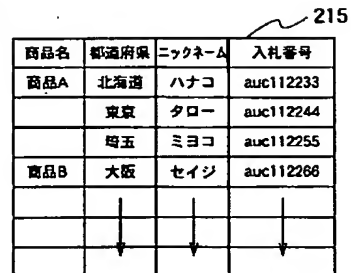 215
商品名 都道府県 ニックネーム 入札番号
商品A 北海道 ハナコ auc112233
東京 タロー auc112244
埼玉 ミヨコ auc112255
商品B 大阪 セイジ auc112266